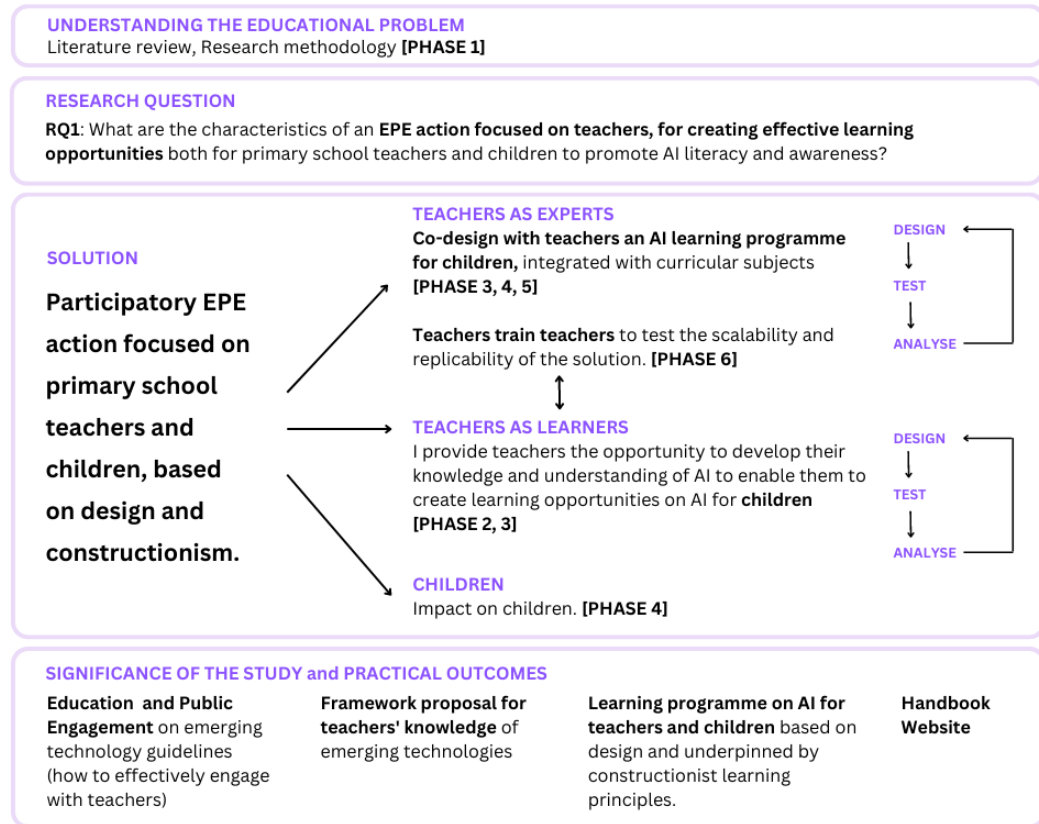 UNDERSTANDING THE EDUCATIONAL PROBLEM
Literature review, Research methodology [PHASE 1]
RESEARCH QUESTION
RQ1: What are the characteristics of an EPE action focused on teachers, for creating effective learning
opportunities both for primary school teachers and children to promote AI literacy and awareness?
SOLUTION
Participatory EPE
action focused on
primary school
teachers and
children, based
on design and
constructionism.
TEACHERS AS EXPERTS
Co-design with teachers an AI learning programme
for children, integrated with curricular subjects
[PHASE 3, 4, 5]
Teachers train teachers to test the scalability and
replicability of the solution. [PHASE 6]
DESIGN
TEST
ANALYSE
TEACHERS AS LEARNERS
I provide teachers the opportunity to develop their
knowledge and understanding of AI to enable them to
create learning opportunities on AI for children
[PHASE 2, 3]
DESIGN
TEST
ANALYSE
CHILDREN
Impact on children. [PHASE 4]
SIGNIFICANCE OF THE STUDY and PRACTICAL OUTCOMES
Education and Public
Engagement on emerging
technology guidelines
(how to effectively engage
with teachers)
Framework proposal for
teachers' knowledge of
emerging technologies
Learning programme on AI for
teachers and children based on
design and underpinned by
constructionist learning
principles.
Handbook
Website